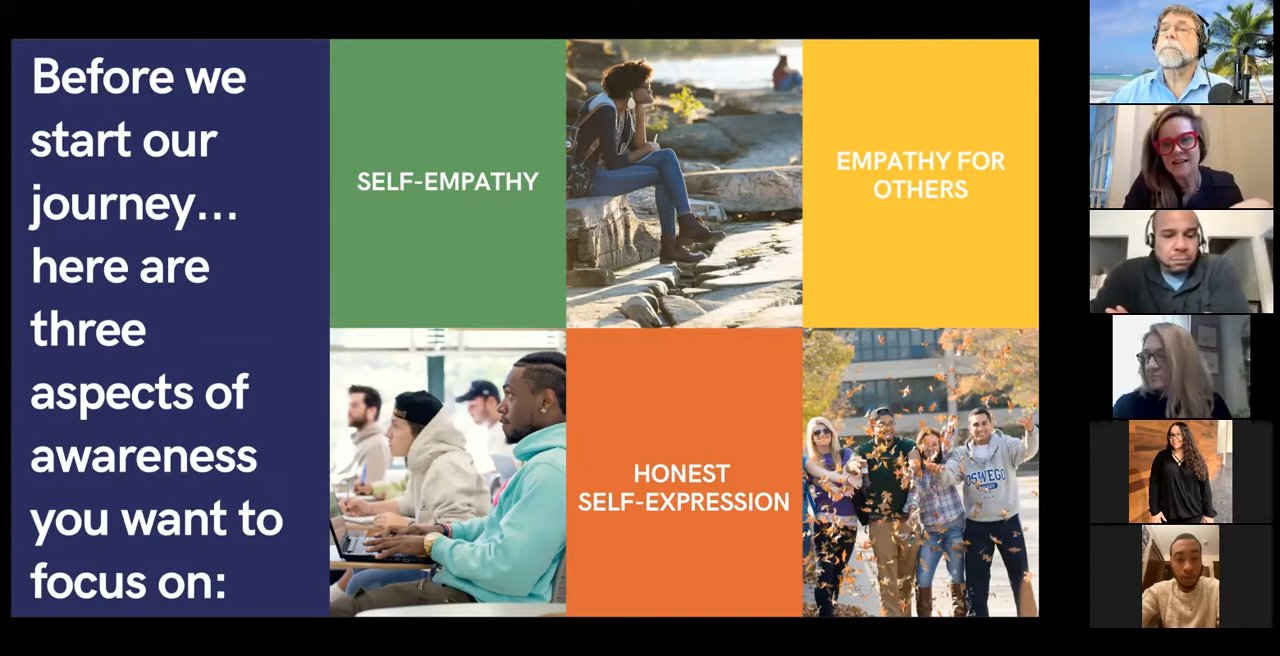 Before we
start our
journey...
here are
three
aspects of
awareness
you want to
focus on:
SELF-EMPATHY
EMPATHY FOR
OTHERS
HONEST
SELF-EXPRESSION
OSWEGO